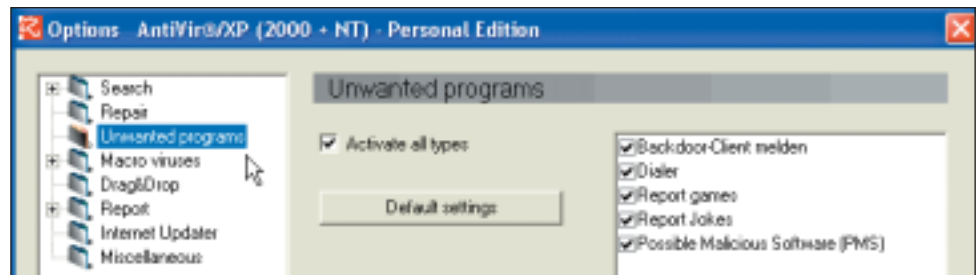 Options AntiVir®/XP (2000 + NT) - Personal Edition
Search
Repair
Unwanted programs
Macro viruses
Drag&Drop
Report
Internet Updater
Miscellaneous
Unwanted programs
Activate all types
Default settings
Backdoor-Client melden
Dialer
Report games
Report Jokes
Possible Malicious Software (PMS)